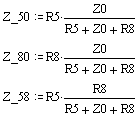 Z_50 := R5·Z0/(R5 + Z0 + R8)
Z_80 := R8·Z0/(R5 + Z0 + R8)
Z_58 := R5·R8/(R5 + Z0 + R8)